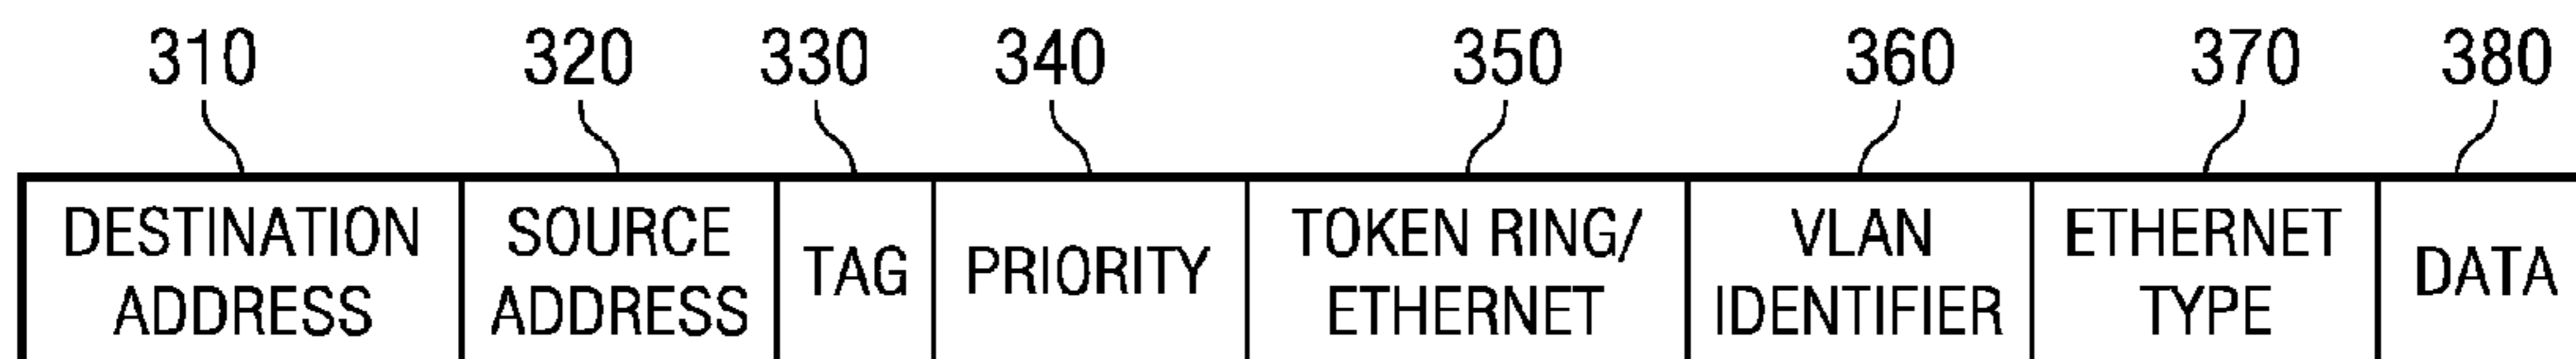 310 320 330 340 350 360 370 380
DESTINATION ADDRESS
SOURCE ADDRESS
TAG
PRIORITY
TOKEN RING/
ETHERNET
VLAN
IDENTIFIER
ETHERNET
TYPE
DATA